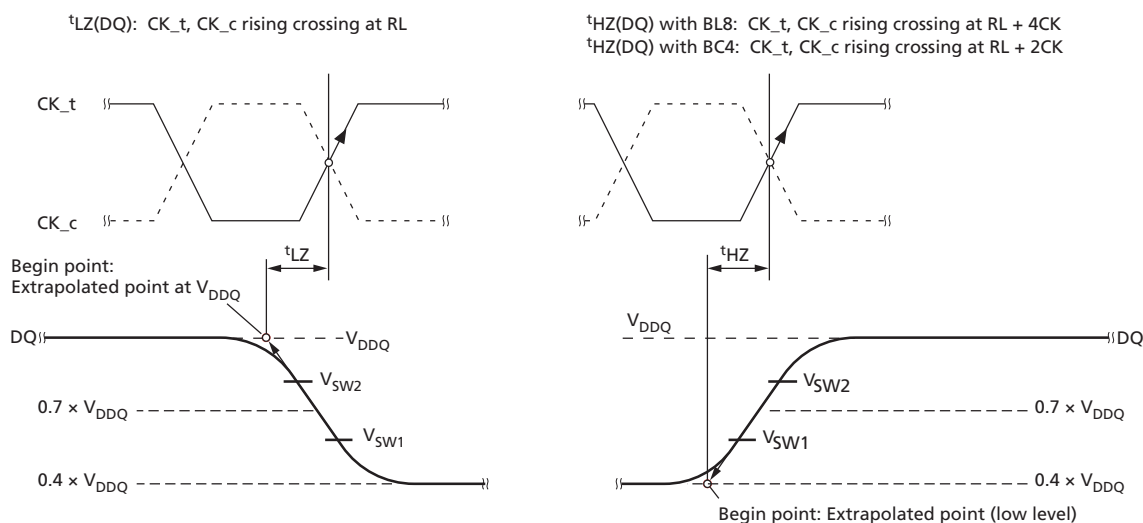 tLZ(DQ): CK_t, CK_c rising crossing at RL
tHZ(DQ) with BL8: CK_t, CK_c rising crossing at RL + 4CK
tHZ(DQ) with BC4: CK_t, CK_c rising crossing at RL + 2CK
CK_t
CK_c
tLZ
Begin point:
Extrapolated point at VDDQ
DQ
VDDQ
VSW2
0.7 × VDDQ
VSW1
0.4 × VDDQ
tHZ
VDDQ
DQ
VSW2
0.7 × VDDQ
VSW1
0.4 × VDDQ
Begin point: Extrapolated point (low level)